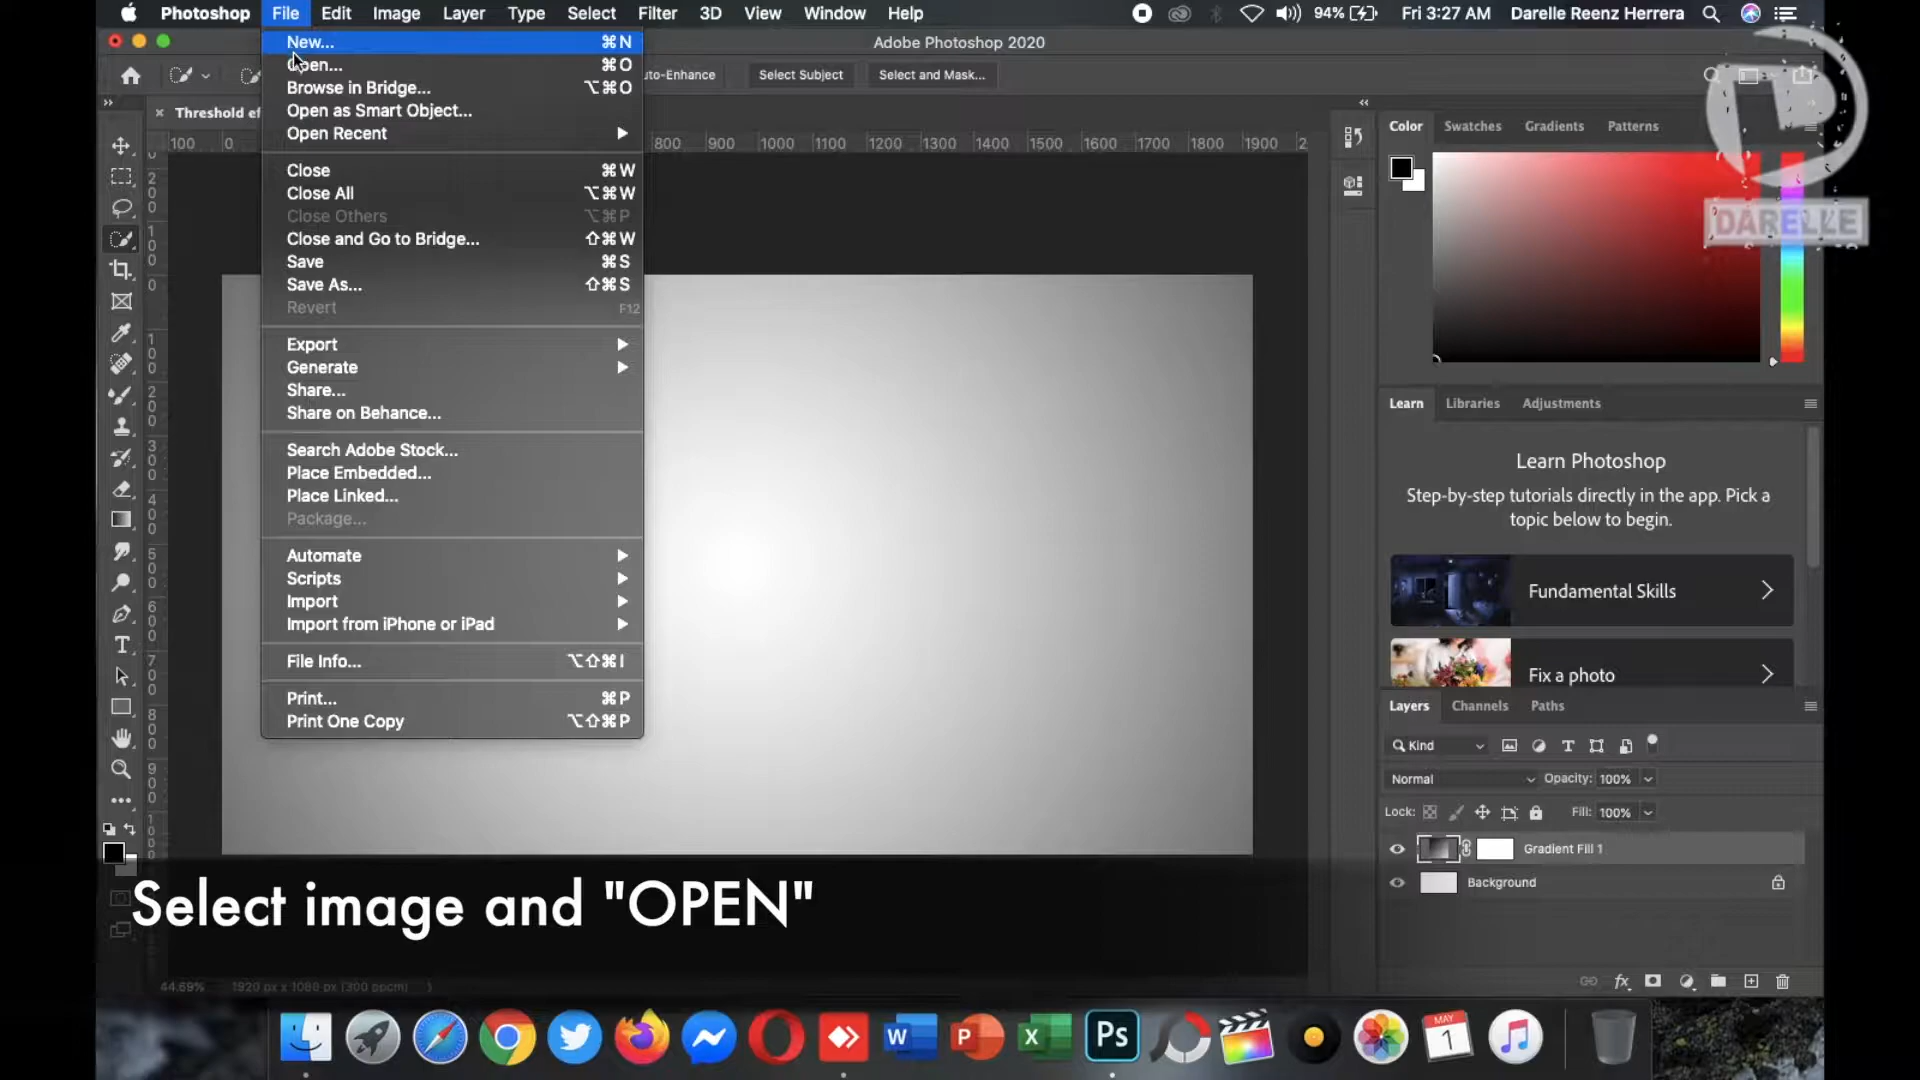 Photoshop File Edit Image Layer Type Select Filter 3D View Window Help 94% Fri 3:27 AM Darelle Reenz Herrera
Adobe Photoshop 2020
New... ⌘N
Open... ⌘O
Browse in Bridge... ⌥⌘O
Open as Smart Object...
Open Recent
Close ⌘W
Close All ⌥⌘W
Close Others ⌥⌘P
Close and Go to Bridge... ⇧⌘W
Save ⌘S
Save As... ⇧⌘S
Revert F12
Export
Generate
Share...
Share on Behance...
Search Adobe Stock...
Place Embedded...
Place Linked...
Package...
Automate
Scripts
Import
Import from iPhone or iPad
File Info... ⌥⇧⌘I
Print... ⌘P
Print One Copy ⌥⇧⌘P
uto-Enhance Select Subject Select and Mask...
Threshold ef
100 0 800 900 1000 1100 1200 1300 1400 1500 1600 1700 1800 1900 2
Color Swatches Gradients Patterns
DARELLE
Learn Libraries Adjustments
Learn Photoshop
Step-by-step tutorials directly in the app. Pick a
topic below to begin.
Fundamental Skills
Fix a photo
Layers Channels Paths
Kind
Normal Opacity: 100%
Lock: Fill: 100%
Gradient Fill 1
Background
Select image and "OPEN"
44.69% 1920 px x 1080 px (300 ppcm)
W P X Ps MAY 1